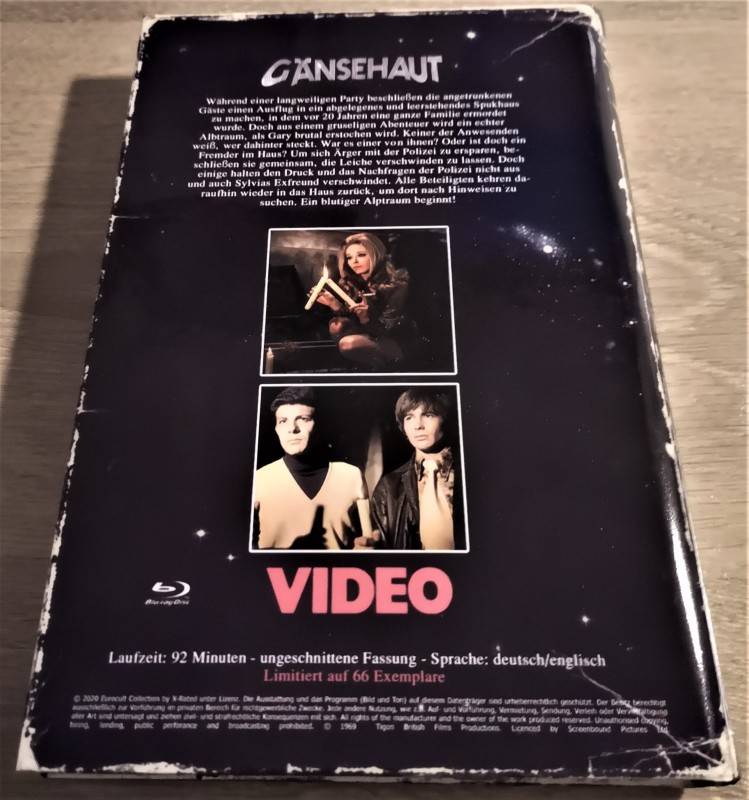 GÄNSEHAUT
Während einer langweiligen Party beschließen die angetrunkenen
Gäste einen Ausflug in ein abgelegenes und leerstehendes Spukhaus
zu machen, in dem vor 20 Jahren eine ganze Familie ermordet
wurde. Doch aus einem gruseligen Abenteuer wird ein echter
Albtraum, als Gary brutal erstochen wird. Keiner der Anwesenden
weiß, wer dahinter steckt. War es einer von ihnen? Oder ist doch ein
Fremder im Haus? Um sich Ärger mit der Polizei zu ersparen, be-
schließen sie gemeinsam, die Leiche verschwinden zu lassen. Doch
einige halten den Druck und das Nachfragen der Polizei nicht aus
und auch Sylvias Exfreund verschwindet. Alle Beteiligten kehren da-
raufhin wieder in das Haus zurück, um dort nach Hinweisen zu
suchen. Ein blutiger Alptraum beginnt!
Blu-ray Disc
VIDEO
Laufzeit: 92 Minuten - ungeschnittene Fassung - Sprache: deutsch/englisch
Limitiert auf 66 Exemplare
© 2020 Eurocult Collection by X-Rated unter Lizenz. Die Ausstattung und das Programm (Bild und Ton) auf diesem Datenträger sind urheberrechtlich geschützt. Der Besitz berechtigt
ausschließlich zur Vorführung im privaten Bereich für nichtgewerbliche Zwecke. Jede andere Nutzung, wie z.B. Auf- und Vorführung, Vermietung, Sendung, Verleih oder Vervielfältigung
aller Art sind untersagt und ziehen zivil- und strafrechtliche Konsequenzen mit sich. All rights of the manufacturer and the owner of the work produced reserved. Unauthorised copying,
hiring, lending, public performance and broadcasting prohibited. © 1969 Tigon British Films Productions. Licenced by Screenbound Pictures Ltd.